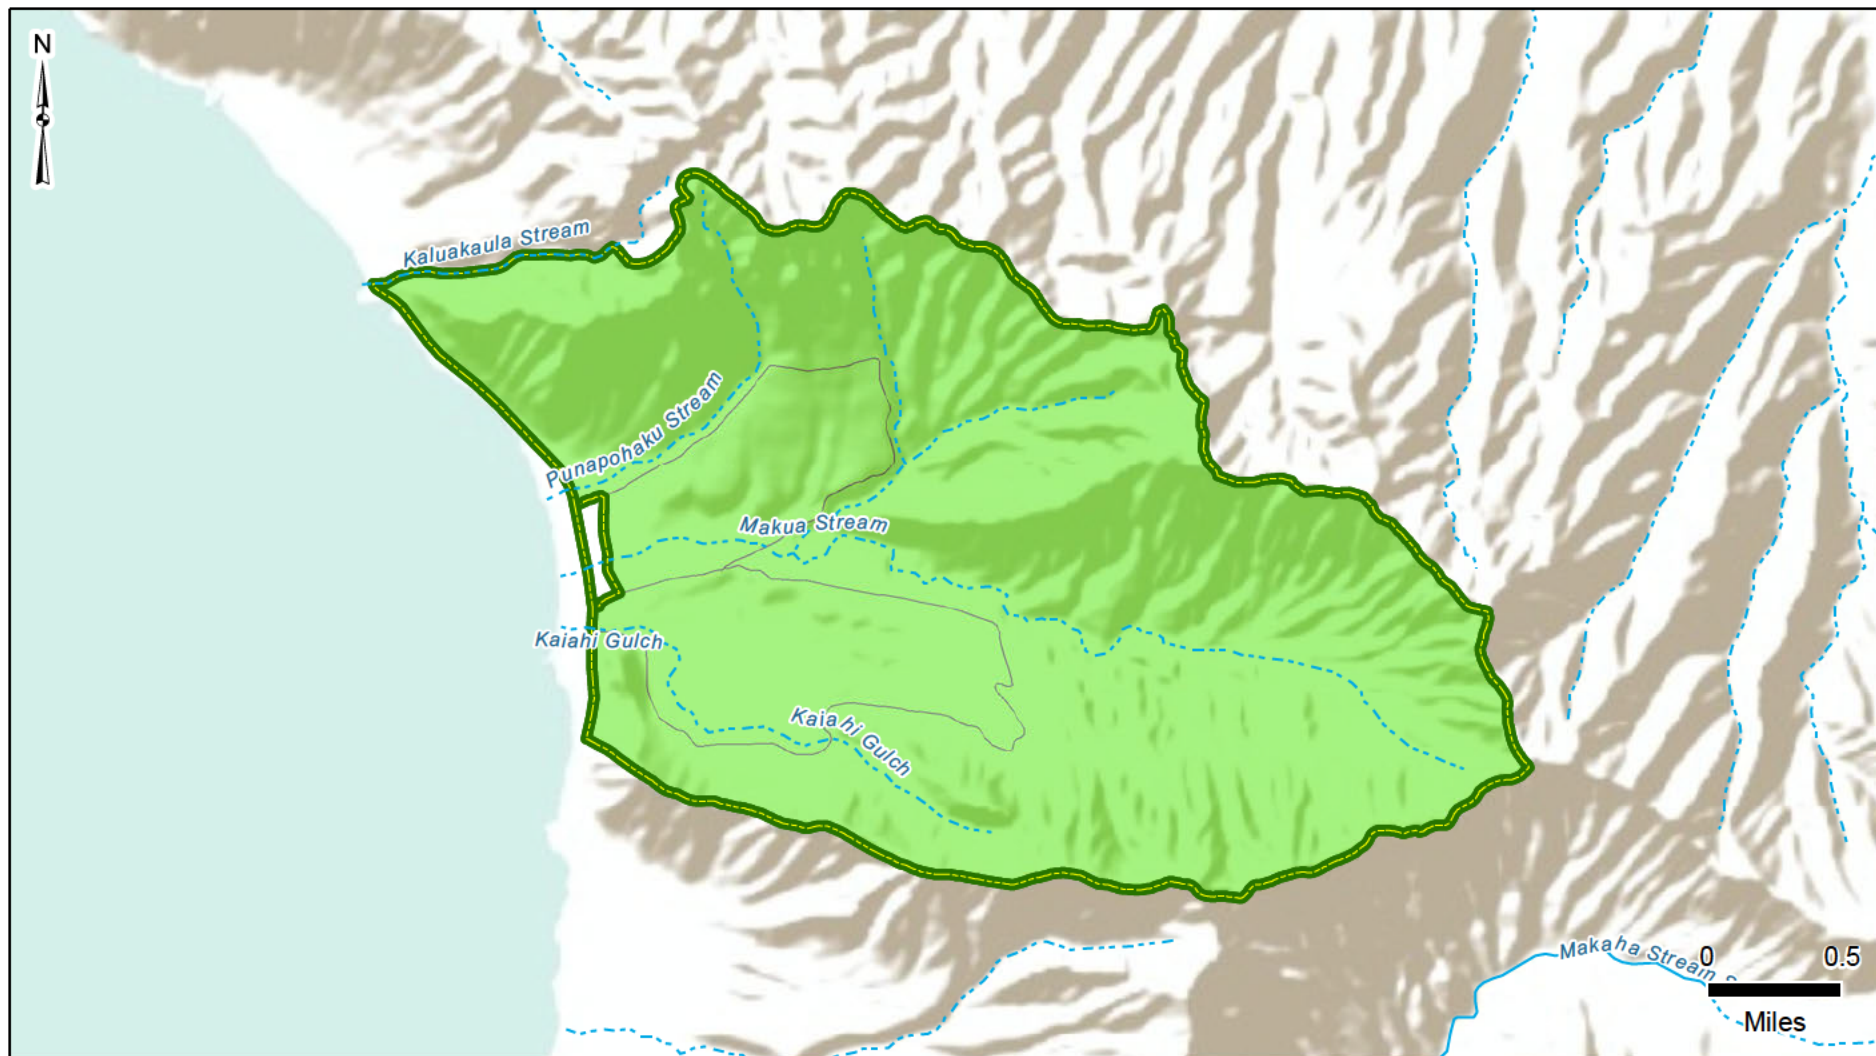 N
Kaluakaula Stream
Punapohaku Stream
Makua Stream
Kaiahi Gulch
Kaiahi Gulch
Makaha Stream
0 0.5
Miles